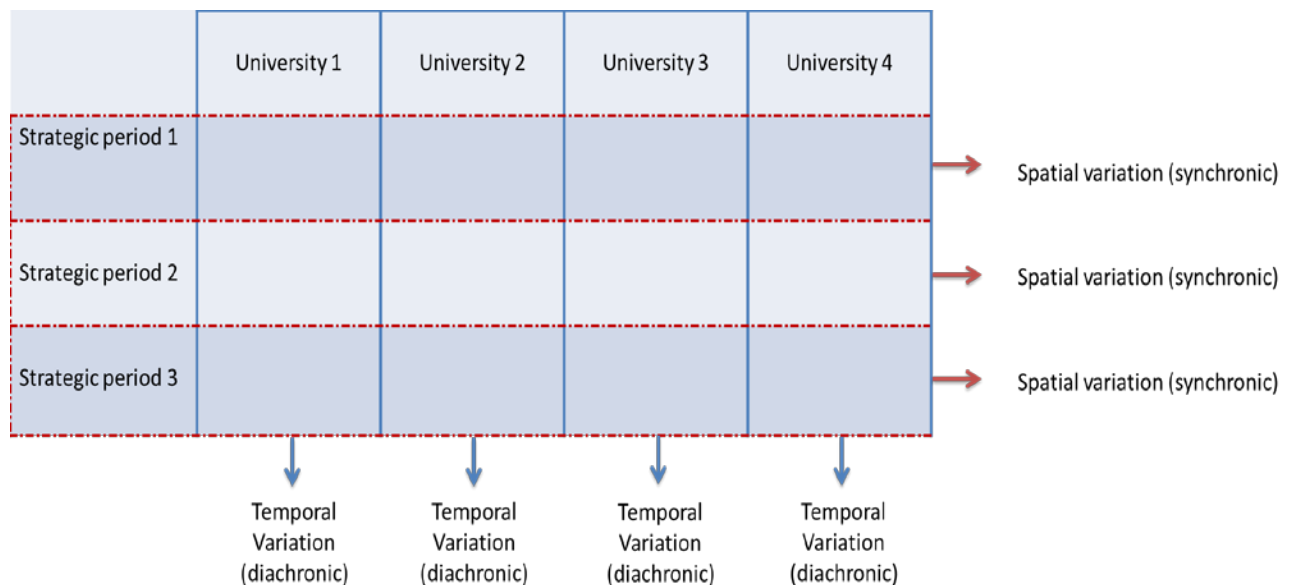 University 1
University 2
University 3
University 4
Strategic period 1
Spatial variation (synchronic)
Strategic period 2
Spatial variation (synchronic)
Strategic period 3
Spatial variation (synchronic)
Temporal
Variation
(diachronic)
Temporal
Variation
(diachronic)
Temporal
Variation
(diachronic)
Temporal
Variation
(diachronic)